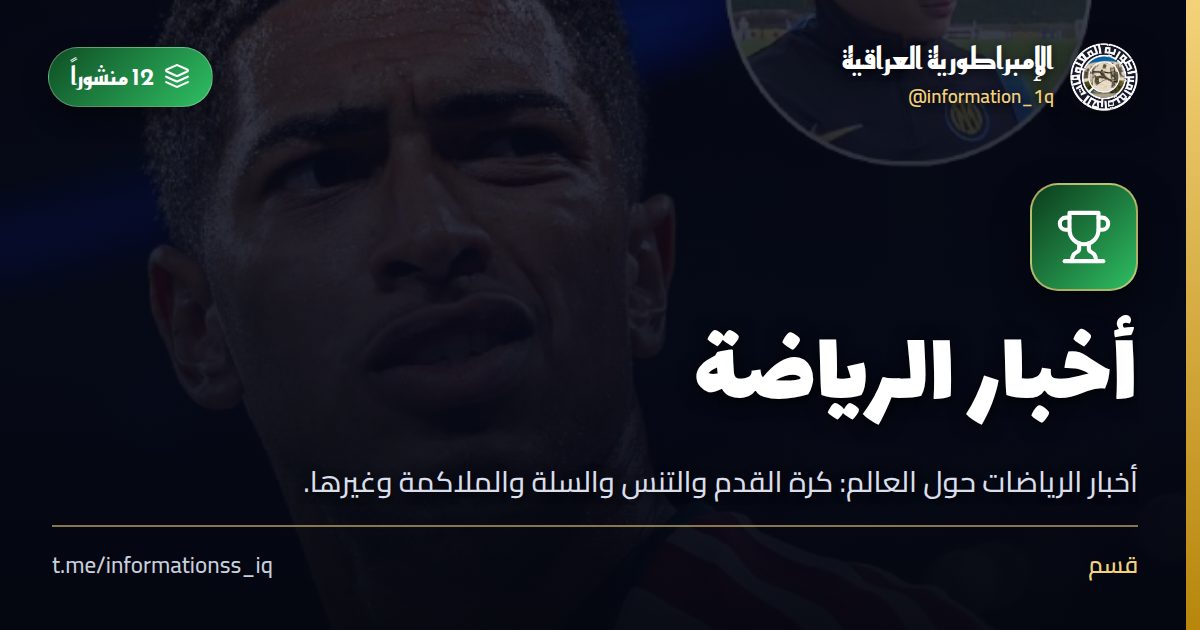 الإمبراطورية العراقية
@information_1q
12 منشوراً
أخبار الرياضة
أخبار الرياضات حول العالم: كرة القدم والتنس والسلة والملاكمة وغيرها.
قسم
t.me/informationss_iq